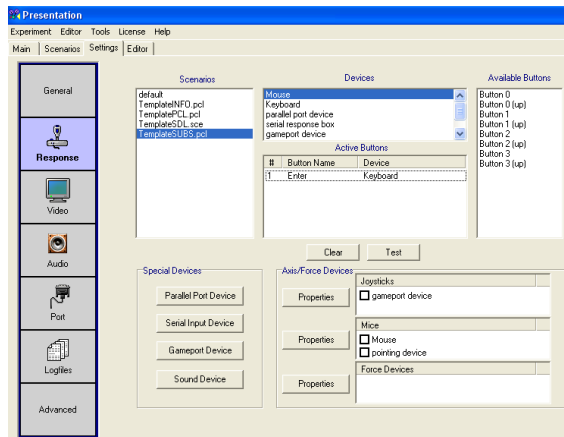 Presentation
Experiment Editor Tools License Help
Main Scenarios Settings Editor
General
Response
Video
Audio
Port
Logfiles
Advanced
Scenarios
default
TemplateINFO.pcl
TemplatePCL.pcl
TemplateSDL.sce
TemplateSUBS.pcl
Devices
Mouse
Keyboard
parallel port device
serial response box
gameport device
Active Buttons
# Button Name Device
1 Enter Keyboard
Available Buttons
Button 0
Button 0 (up)
Button 1
Button 1 (up)
Button 2
Button 2 (up)
Button 3
Button 3 (up)
Clear Test
Special Devices
Parallel Port Device
Serial Input Device
Gameport Device
Sound Device
Axis/Force Devices
Joysticks
Properties
gameport device
Mice
Properties
Mouse
pointing device
Force Devices
Properties